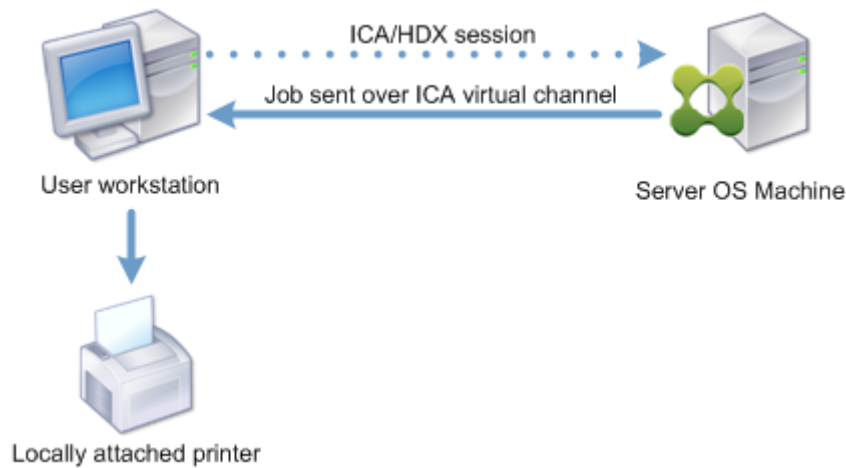 ICA/HDX session
Job sent over ICA virtual channel
User workstation
Server OS Machine
Locally attached printer